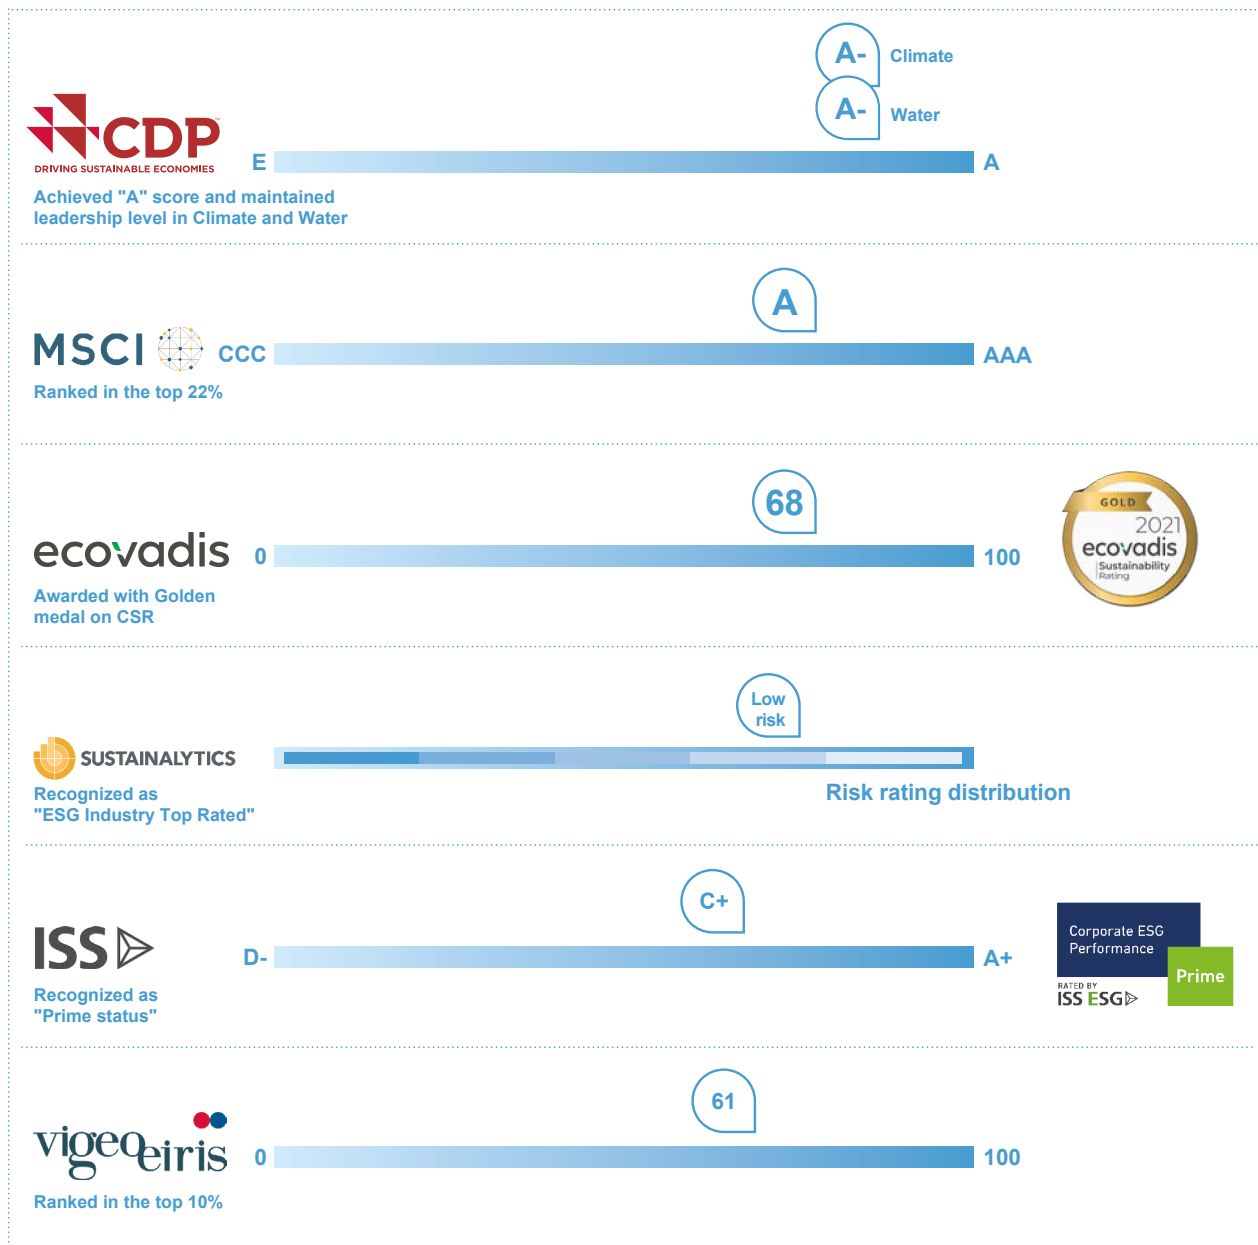 A- Climate
A- Water
CDP
DRIVING SUSTAINABLE ECONOMIES
E A
Achieved "A" score and maintained
leadership level in Climate and Water
A
MSCI CCC AAA
Ranked in the top 22%
68
ecovadis 0 100
Awarded with Golden
medal on CSR
GOLD
2021
ecovadis
Sustainability
Rating
Low
risk
SUSTAINALYTICS
Recognized as
"ESG Industry Top Rated"
Risk rating distribution
C+
ISS D- A+
Recognized as
"Prime status"
Corporate ESG
Performance
Prime
RATED BY
ISS ESG
61
vigeoeiris 0 100
Ranked in the top 10%